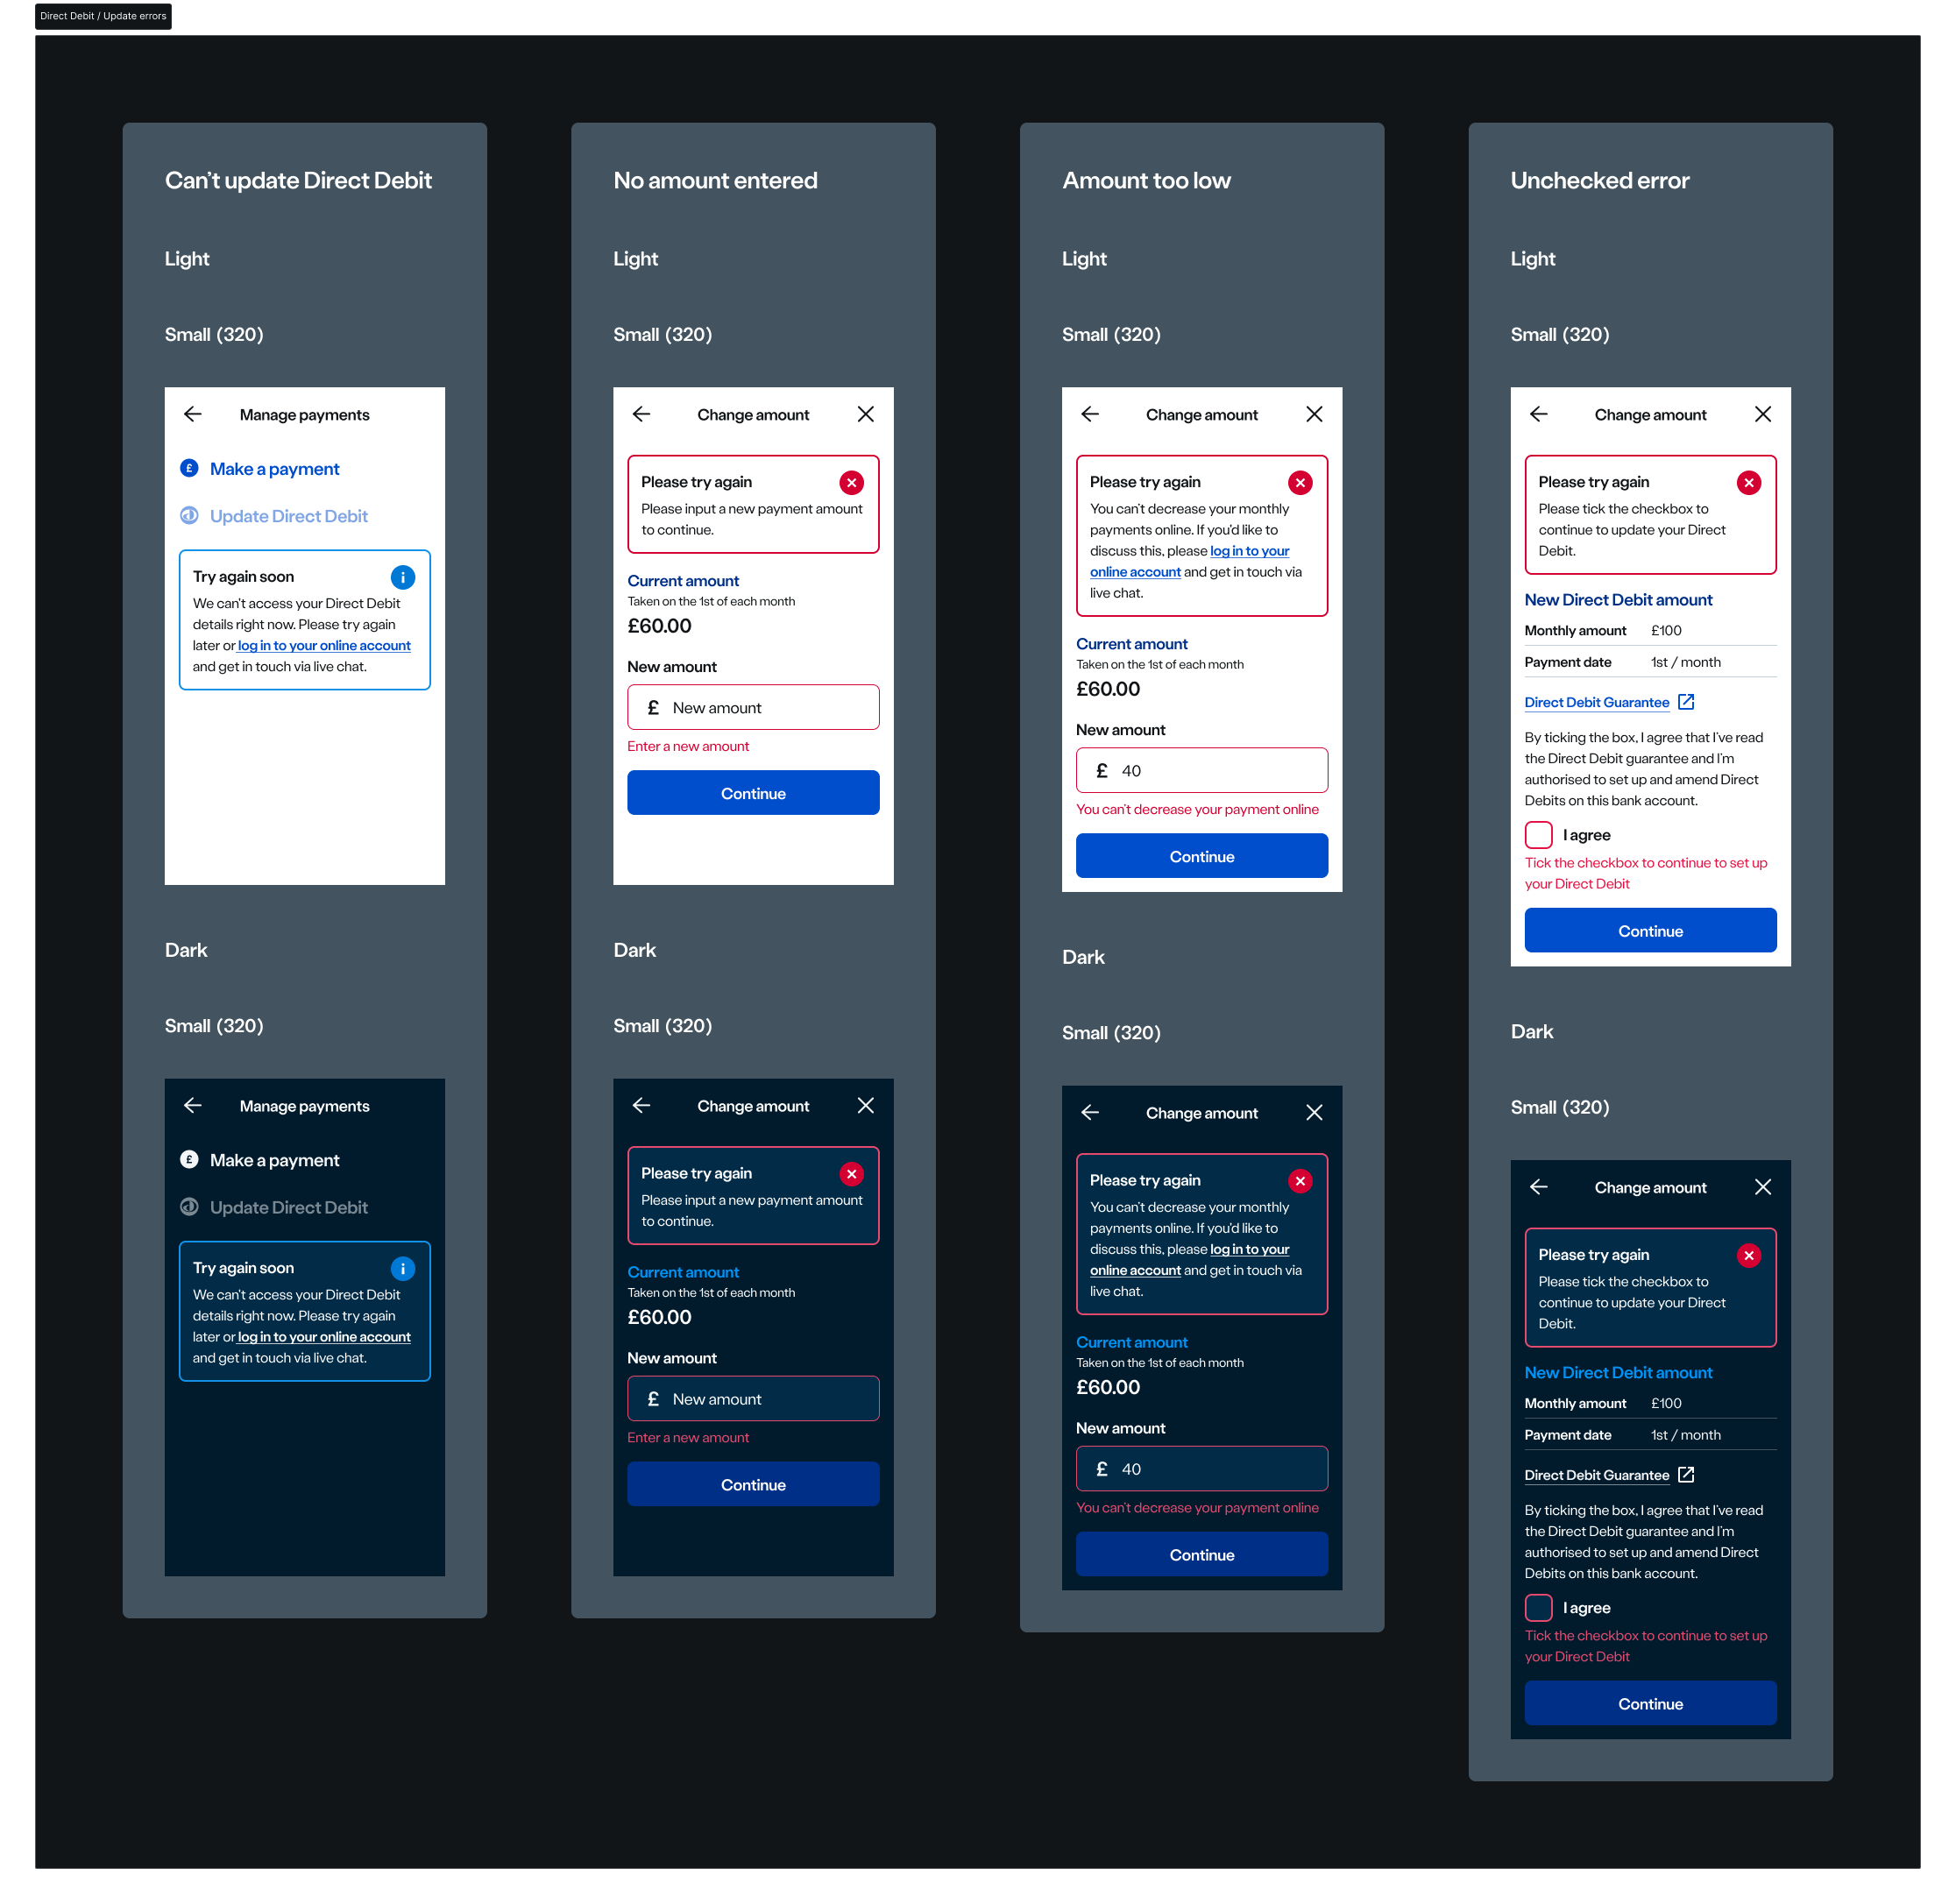 Direct Debit / Update errors
Can't update Direct Debit
Light
Small (320)
Manage payments
£
Make a payment
Update Direct Debit
Try again soon
i
We can't access your Direct Debit
details right now. Please try again
later or log in to your online account
and get in touch via live chat.
Dark
Small (320)
Manage payments
£
Make a payment
Update Direct Debit
Try again soon
i
We can't access your Direct Debit
details right now. Please try again
later or log in to your online account
and get in touch via live chat.
No amount entered
Light
Small (320)
Change amount
Please try again
Please input a new payment amount
to continue.
Current amount
Taken on the 1st of each month
£60.00
New amount
£ New amount
Enter a new amount
Continue
Dark
Small (320)
Change amount
Please try again
Please input a new payment amount
to continue.
Current amount
Taken on the 1st of each month
£60.00
New amount
£ New amount
Enter a new amount
Continue
Amount too low
Light
Small (320)
Change amount
Please try again
You can't decrease your monthly
payments online. If you'd like to
discuss this, please log in to your
online account and get in touch via
live chat.
Current amount
Taken on the 1st of each month
£60.00
New amount
£ 40
You can't decrease your payment online
Continue
Dark
Small (320)
Change amount
Please try again
You can't decrease your monthly
payments online. If you'd like to
discuss this, please log in to your
online account and get in touch via
live chat.
Current amount
Taken on the 1st of each month
£60.00
New amount
£ 40
You can't decrease your payment online
Continue
Unchecked error
Light
Small (320)
Change amount
Please try again
Please tick the checkbox to
continue to update your Direct
Debit.
New Direct Debit amount
Monthly amount £100
Payment date 1st / month
Direct Debit Guarantee
By ticking the box, I agree that I've read
the Direct Debit guarantee and I'm
authorised to set up and amend Direct
Debits on this bank account.
I agree
Tick the checkbox to continue to set up
your Direct Debit
Continue
Dark
Small (320)
Change amount
Please try again
Please tick the checkbox to
continue to update your Direct
Debit.
New Direct Debit amount
Monthly amount £100
Payment date 1st / month
Direct Debit Guarantee
By ticking the box, I agree that I've read
the Direct Debit guarantee and I'm
authorised to set up and amend Direct
Debits on this bank account.
I agree
Tick the checkbox to continue to set up
your Direct Debit
Continue